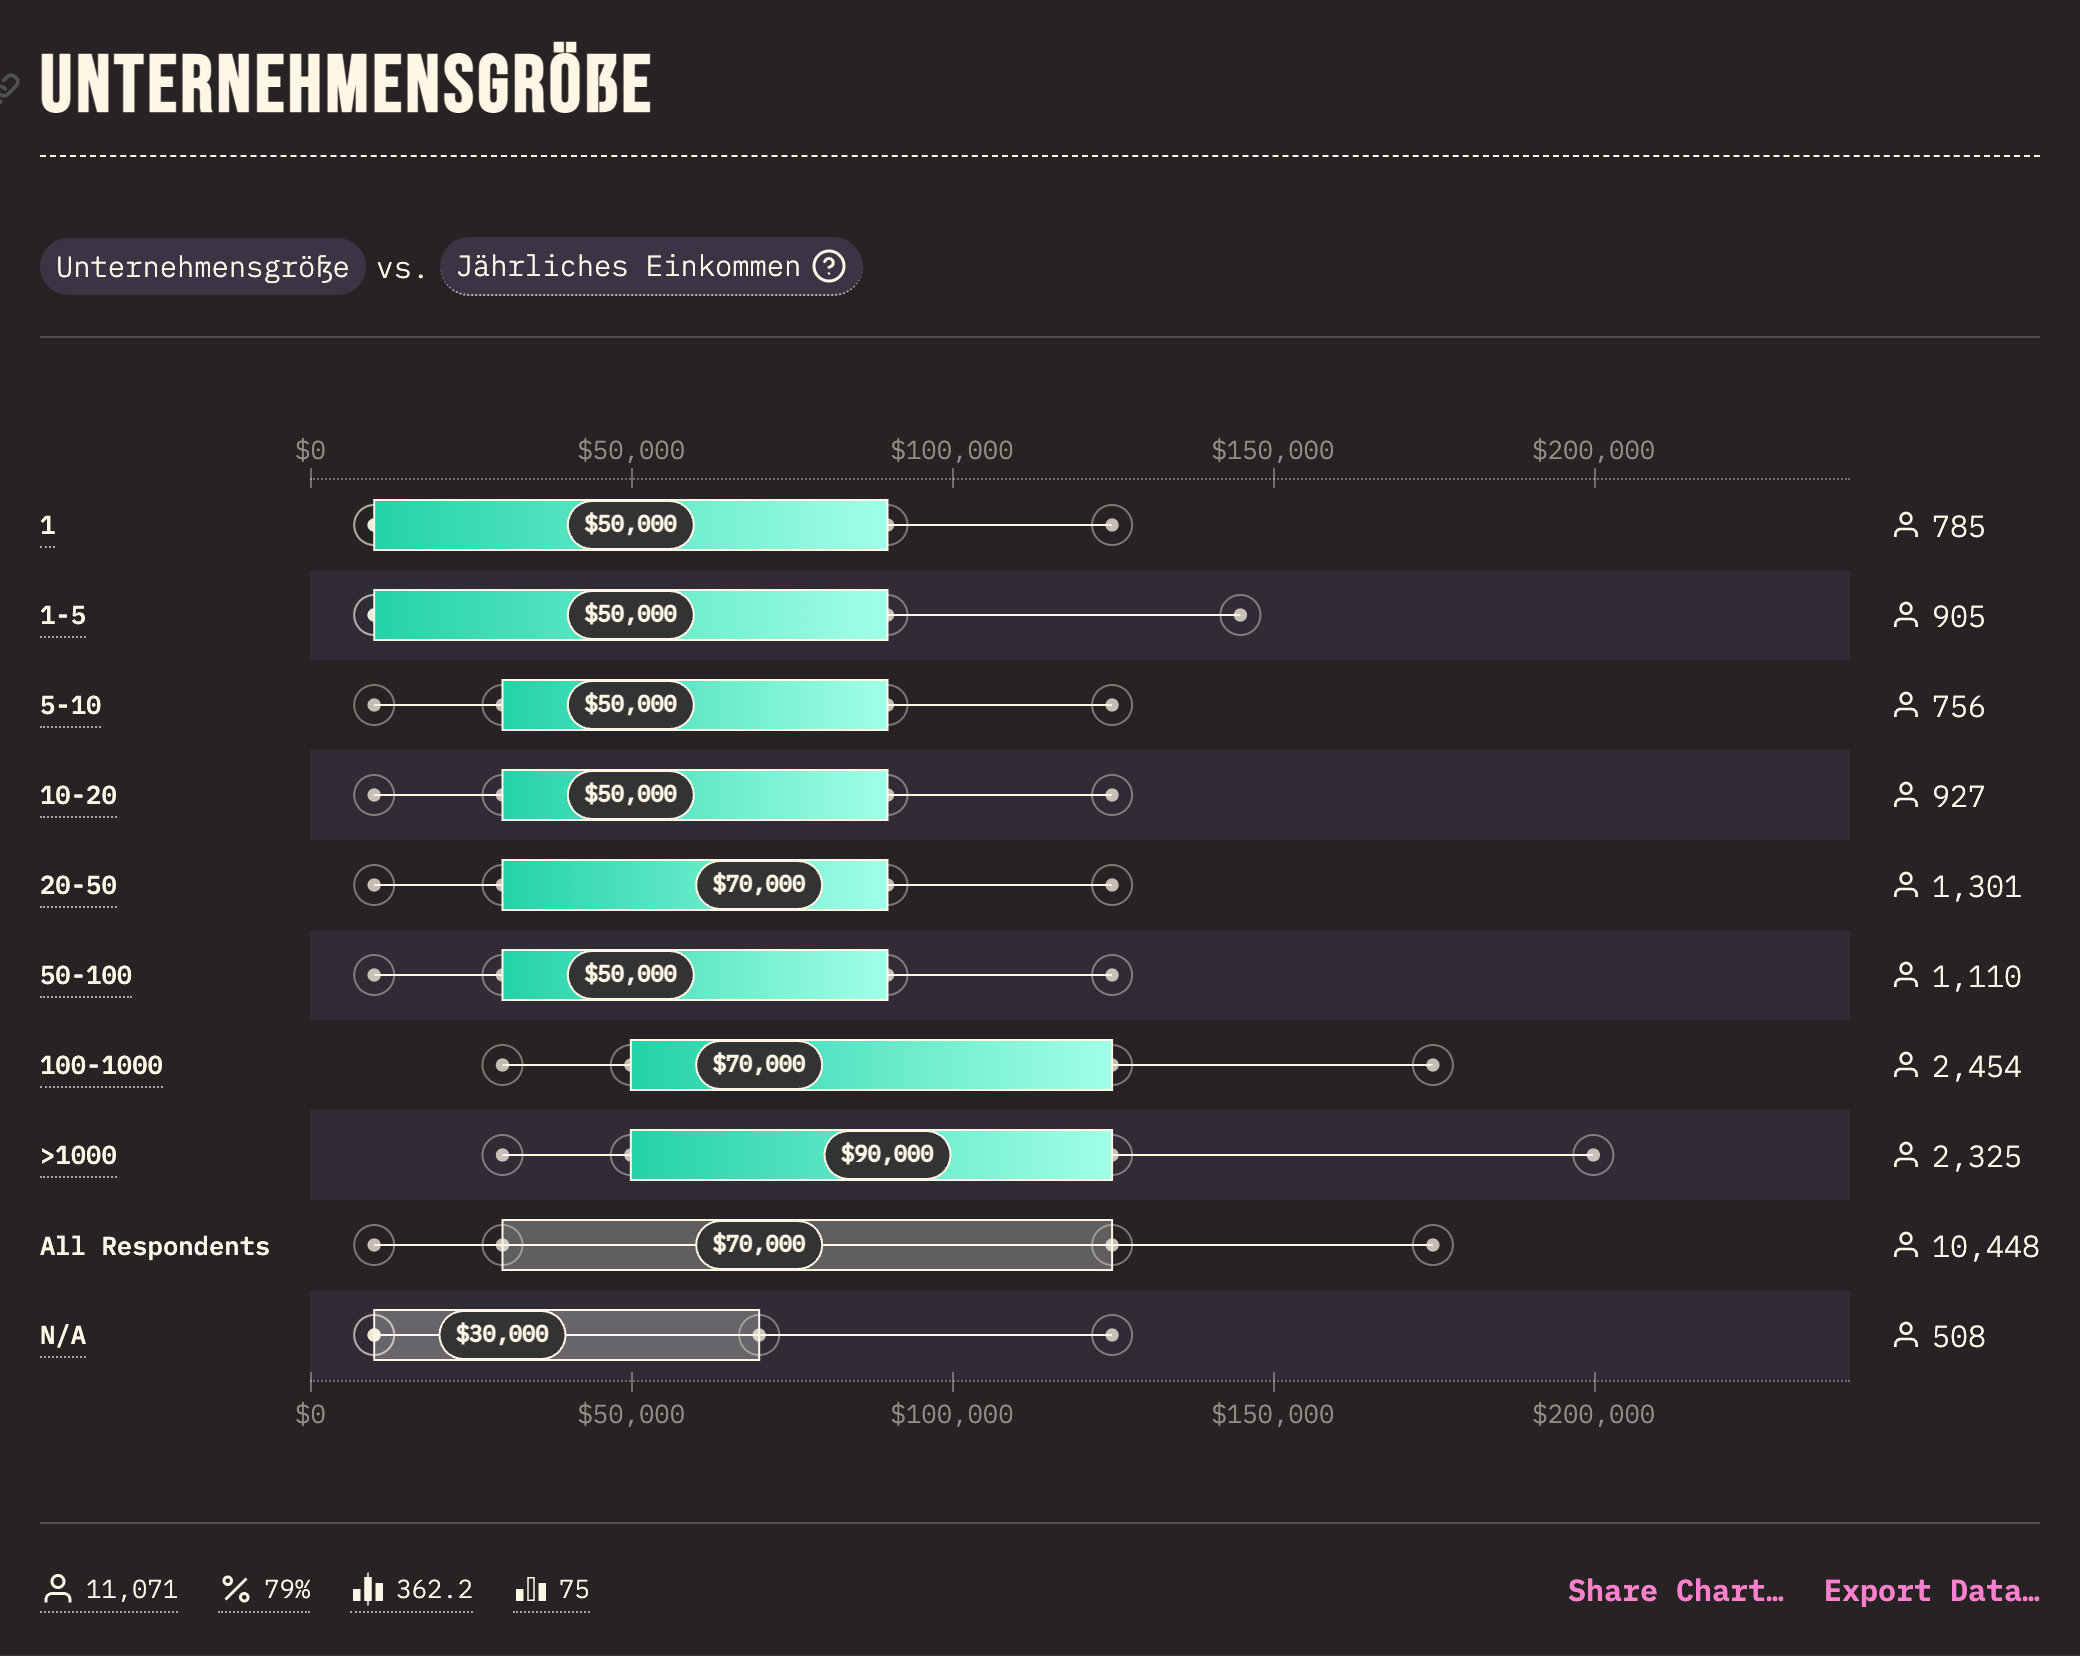 UNTERNEHMENSGRÖßE
Unternehmensgröße vs. Jährliches Einkommen ?
$0 $50,000 $100,000 $150,000 $200,000
1 $50,000 785
1-5 $50,000 905
5-10 $50,000 756
10-20 $50,000 927
20-50 $70,000 1,301
50-100 $50,000 1,110
100-1000 $70,000 2,454
>1000 $90,000 2,325
All Respondents $70,000 10,448
N/A $30,000 508
$0 $50,000 $100,000 $150,000 $200,000
11,071 % 79% 362.2 75 Share Chart… Export Data…